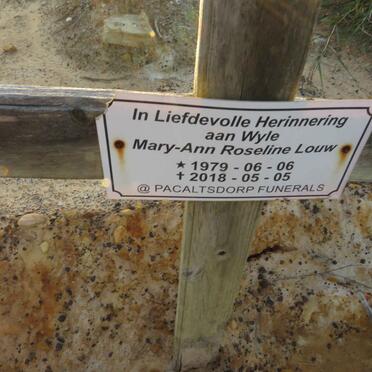 In Liefdevolle Herinnering
aan Wyle
Mary-Ann Roseline Louw
★ 1979 - 06 - 06
✝ 2018 - 05 - 05
@ PACALTSDORP FUNERALS